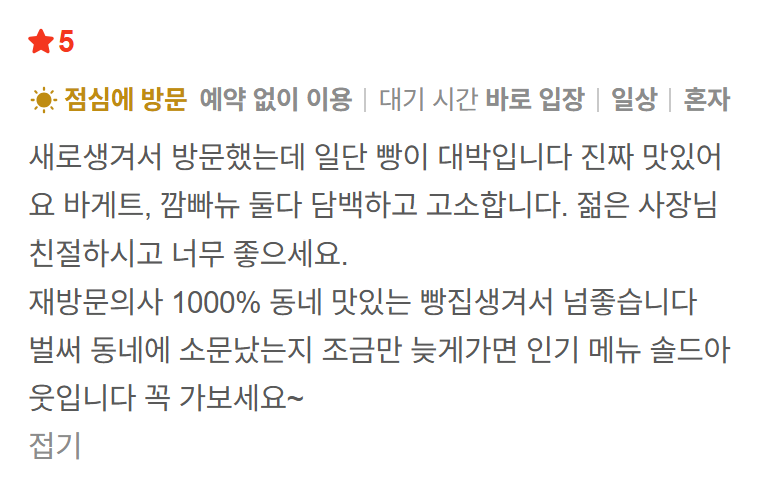 5
점심에 방문 예약 없이 이용 대기 시간 바로 입장 일상 혼자
새로생겨서 방문했는데 일단 빵이 대박입니다 진짜 맛있어
요 바게트, 깜빠뉴 둘다 담백하고 고소합니다. 젊은 사장님
친절하시고 너무 좋으세요.
재방문의사 1000% 동네 맛있는 빵집생겨서 넘좋습니다
벌써 동네에 소문났는지 조금만 늦게가면 인기 메뉴 솔드아
웃입니다 꼭 가보세요~
접기